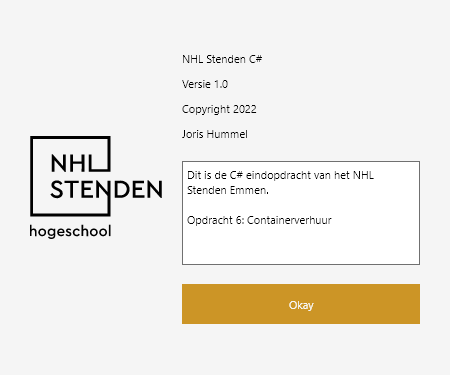 NHL Stenden C#
Versie 1.0
Copyright 2022
Joris Hummel
NHL
STENDEN
hogeschool
Dit is de C# eindopdracht van het NHL
Stenden Emmen.
Opdracht 6: Containerverhuur
Okay